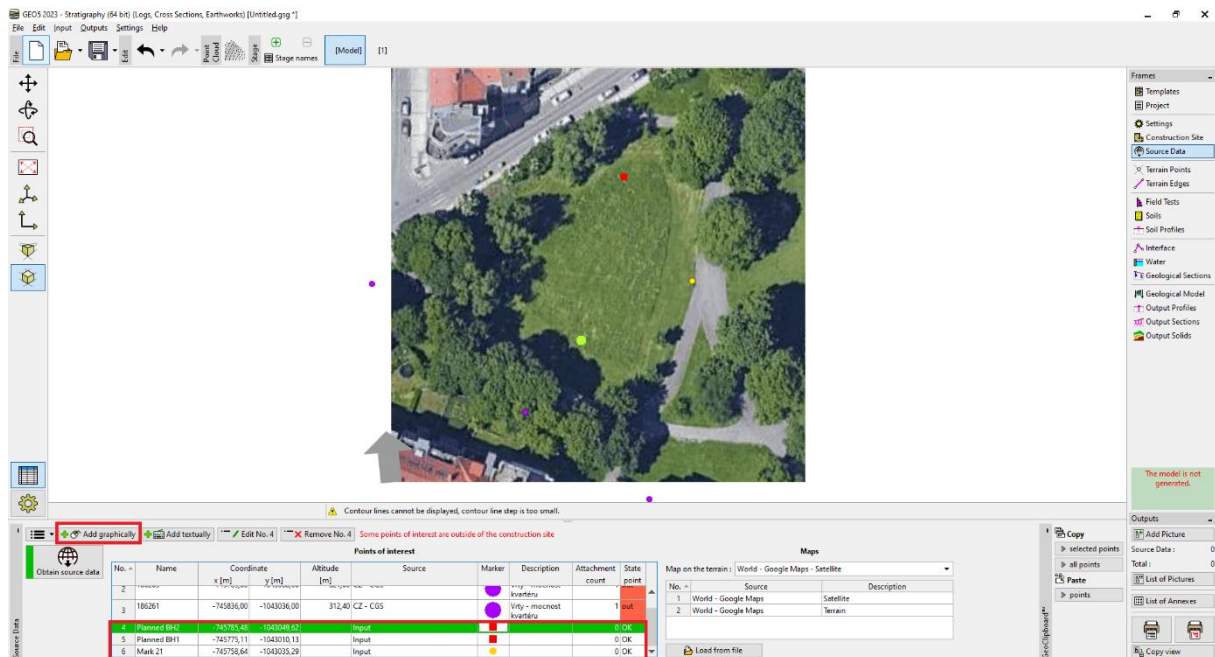 GEO5 2023 - Stratigraphy (64 bit) (Logs, Cross Sections, Earthworks) [Untitled.gsg *]
File Edit Input Outputs Settings Help
File
Edit
Point Cloud
Stage
Stage names
[Model]
[1]
Frames
Templates
Project
Settings
Construction Site
Source Data
Terrain Points
Terrain Edges
Field Tests
Soils
Soil Profiles
Interface
Water
Geological Sections
Geological Model
Output Profiles
Output Sections
Output Solids
The model is not
generated.
Contour lines cannot be displayed, contour line step is too small.
Add graphically Add textually Edit No. 4 Remove No. 4 Some points of interest are outside of the construction site
Obtain source data
Points of interest
No. Name Coordinate Altitude Source Marker Description Attachment State
x [m] y [m] [m] count point
2 kvartéru
3 186261 -745836,00 -1043036,00 312,40 CZ - CGS Vrty - mocnost kvartéru 1 out
4 Planned BH2 -745785,48 -1043049,62 Input 0 OK
5 Planned BH1 -745775,11 -1043010,13 Input 0 OK
6 Mark 21 -745758,64 -1043035,29 Input 0 OK
Maps
Map on the terrain : World - Google Maps - Satellite
No. Source Description
1 World - Google Maps Satellite
2 World - Google Maps Terrain
Load from file
Source Data
GeoClipboard™
Copy
selected points
all points
Paste
points
Outputs
Add Picture
Source Data : 0
Total : 0
List of Pictures
List of Annexes
Copy view